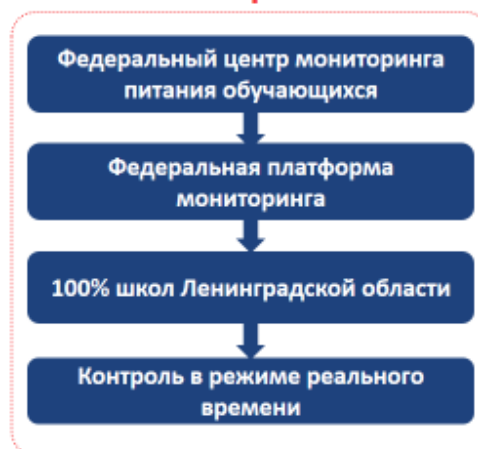 Федеральный центр мониторинга
питания обучающихся
Федеральная платформа
мониторинга
100% школ Ленинградской области
Контроль в режиме реального
времени